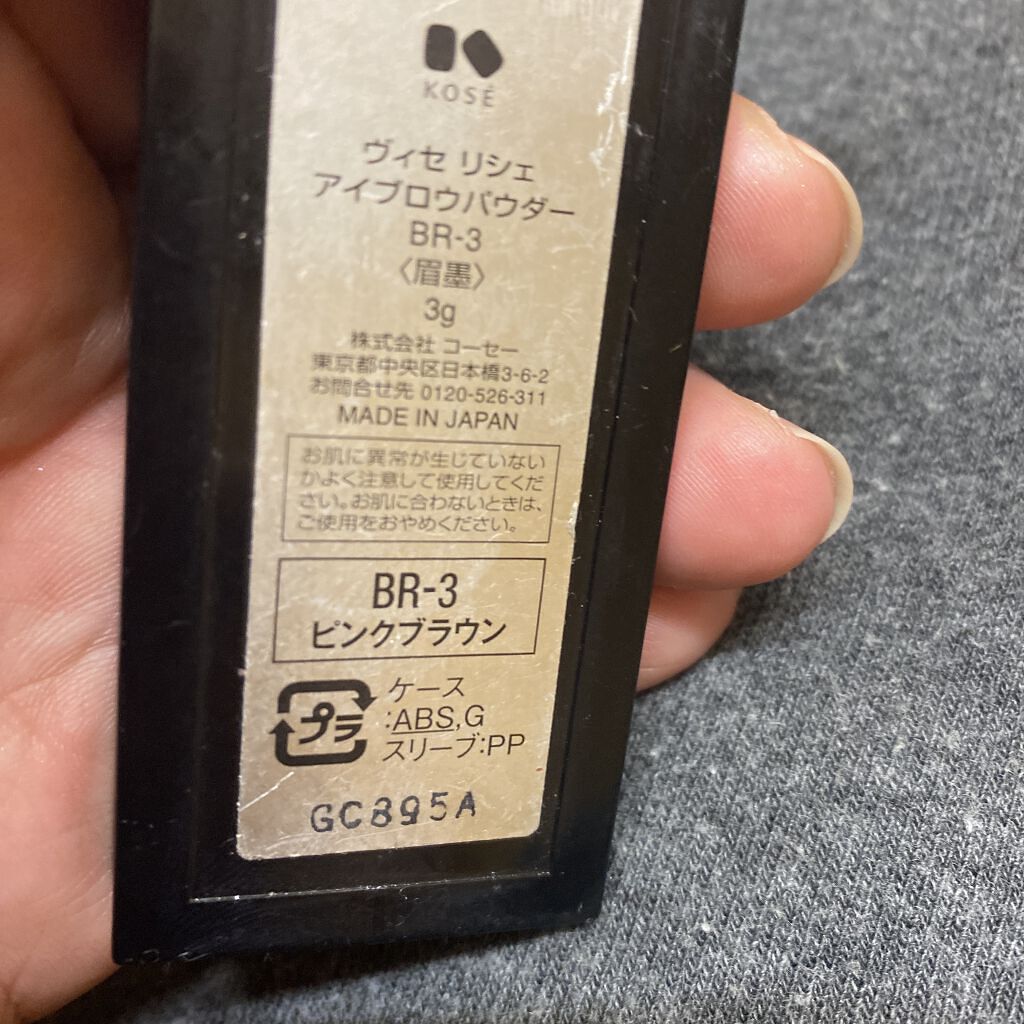 KOSÉ
ヴィセ リシェ
アイブロウパウダー
BR-3
〈眉墨〉
3g
株式会社 コーセー
東京都中央区日本橋3-6-2
お問合せ先 0120-526-311
MADE IN JAPAN
お肌に異常が生じていない
かよく注意して使用してくだ
さい。お肌に合わないときは、
ご使用をおやめください。
BR-3
ピンクブラウン
プラ
ケース
:ABS,G
スリーブ:PP
GC895A